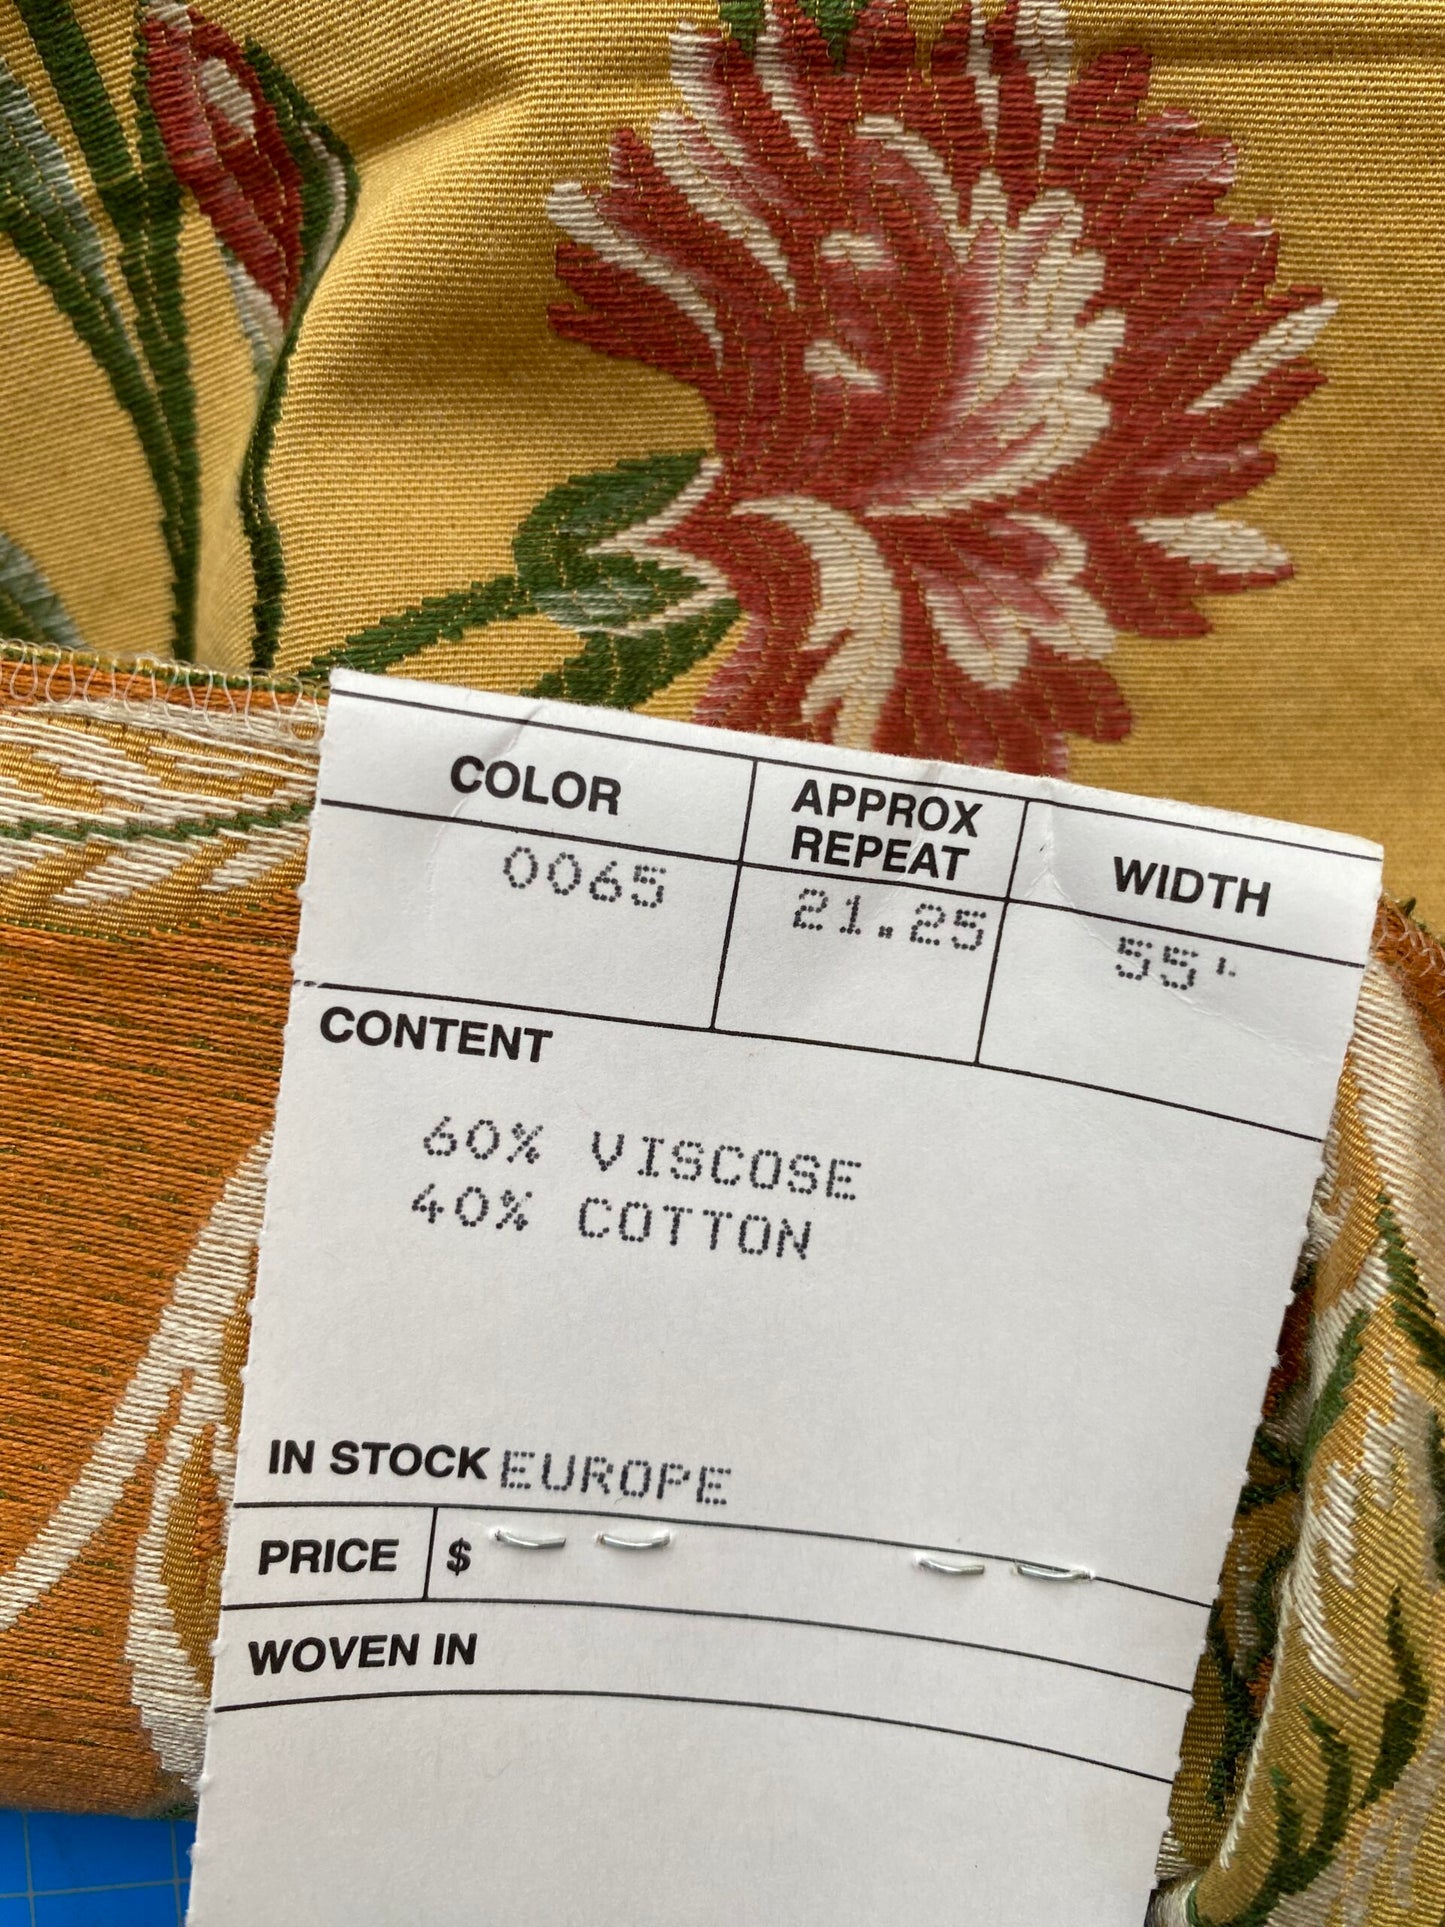 COLOR
APPROX
REPEAT
WIDTH
0065
21.25
55"
CONTENT
60% VISCOSE
40% COTTON
IN STOCK EUROPE
PRICE $
WOVEN IN